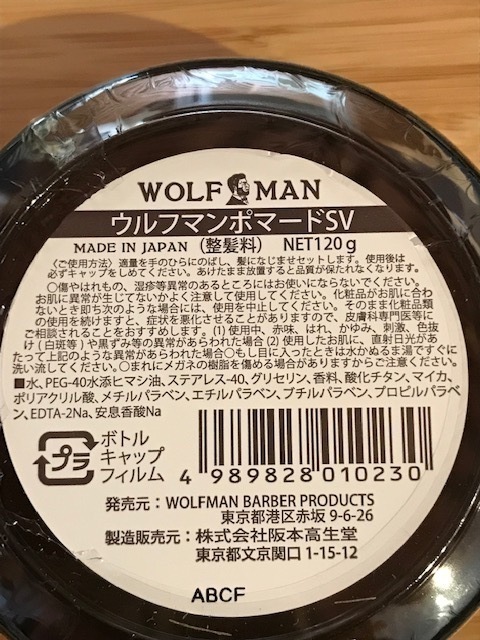 WOLF MAN
ウルフマンポマードSV
MADE IN JAPAN （整髪料） NET120g
〈ご使用方法〉適量を手のひらにのばし、髪になじませセットします。使用後は
必ずキャップをしめてください。あけたまま放置すると品質が保たれなくなります。
○傷やはれもの、湿疹等異常のあるところにはお使いにならないでください。
お肌に異常が生じてないかよく注意して使用してください。化粧品がお肌に合わ
ないとき即ち次のような場合には、使用を中止してください。そのまま化粧品類
の使用を続けますと、症状を悪化させることがありますので、皮膚科専門医等に
ご相談されることをおすすめします。(1) 使用中、赤味、はれ、かゆみ、刺激、色抜
け(白斑等)や黒ずみ等の異常があらわれた場合(2)使用したお肌に、直射日光があ
たって上記のような異常があらわれた場合○もし目に入ったときは水かぬるま湯ですぐに
洗い流してください。○まれにメガネの樹脂を傷める場合がありますからご注意ください。
■水、PEG-40水添ヒマシ油、ステアレス-40、グリセリン、香料、酸化チタン、マイカ、
ポリアクリル酸、メチルパラベン、エチルパラベン、ブチルパラベン、プロピルパラベ
ン、EDTA-2Na、安息香酸Na
プラ
ボトル
キャップ
フィルム
4 989828 010230
発売元： WOLFMAN BARBER PRODUCTS
東京都港区赤坂 9-6-26
製造販売元： 株式会社阪本高生堂
東京都文京区関口 1-15-12
ABCF